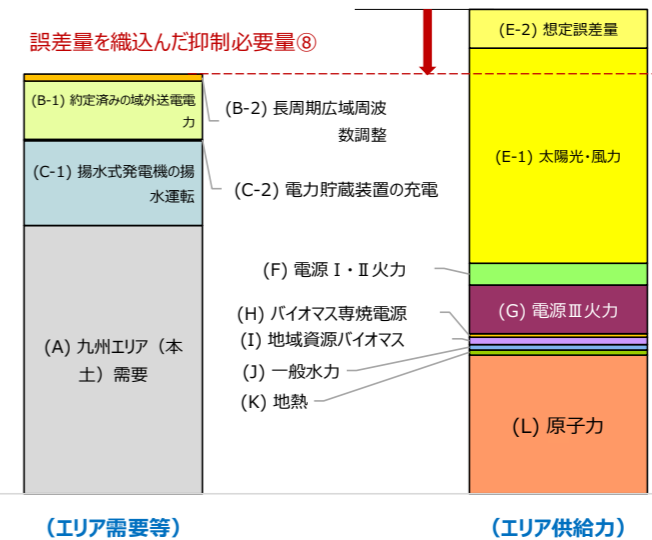 誤差量を織込んだ抑制必要量⑧
(B-1) 約定済みの域外送電電
力
(B-2) 長周期広域周波
数調整
(C-1) 揚水式発電機の揚
水運転
(C-2) 電力貯蔵装置の充電
(A) 九州エリア（本
土）需要
（エリア需要等）
(E-2) 想定誤差量
(E-1) 太陽光・風力
(F) 電源Ⅰ・Ⅱ火力
(G) 電源Ⅲ火力
(H) バイオマス専焼電源
(I) 地域資源バイオマス
(J) 一般水力
(K) 地熱
(L) 原子力
（エリア供給力）